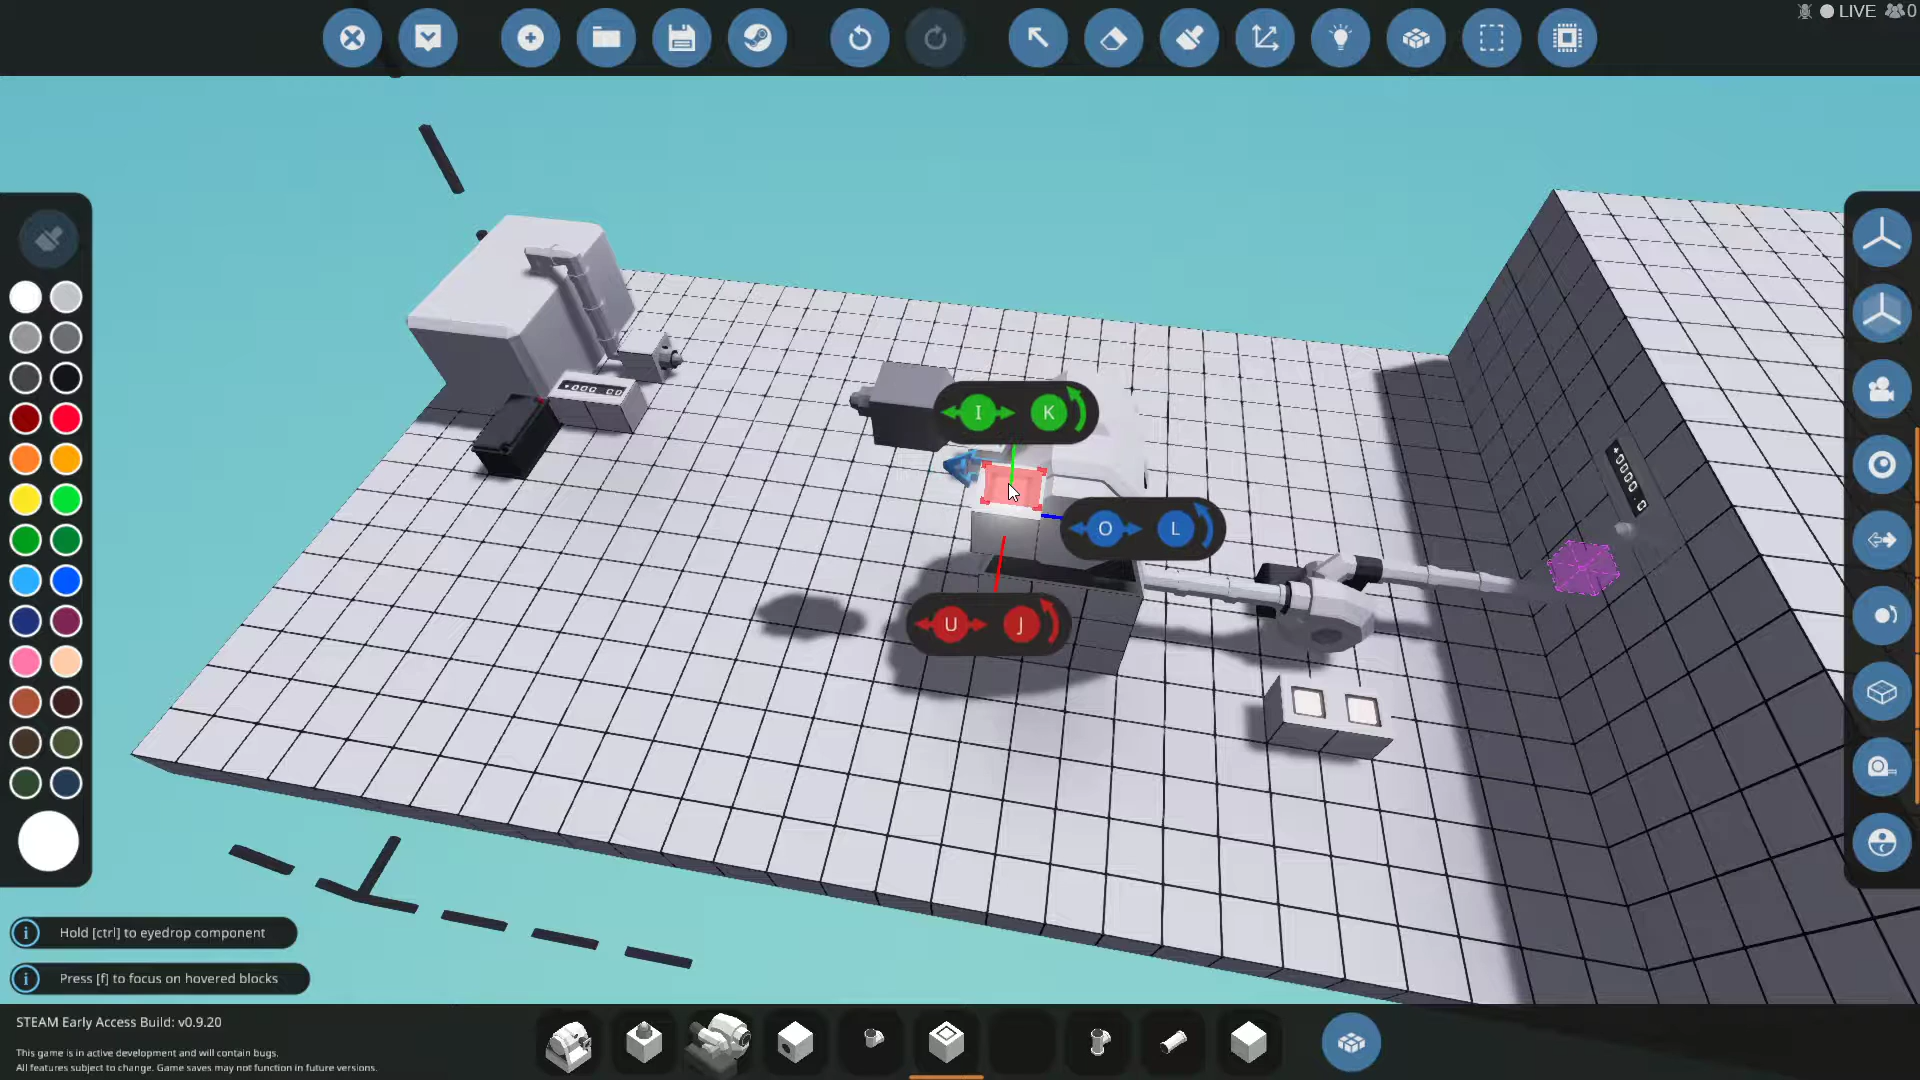 LIVE 0
I K
O L
U J
Hold [ctrl] to eyedrop component
Press [f] to focus on hovered blocks
STEAM Early Access Build: v0.9.20
This game is in active development and will contain bugs.
All features subject to change. Game saves may not function in future versions.